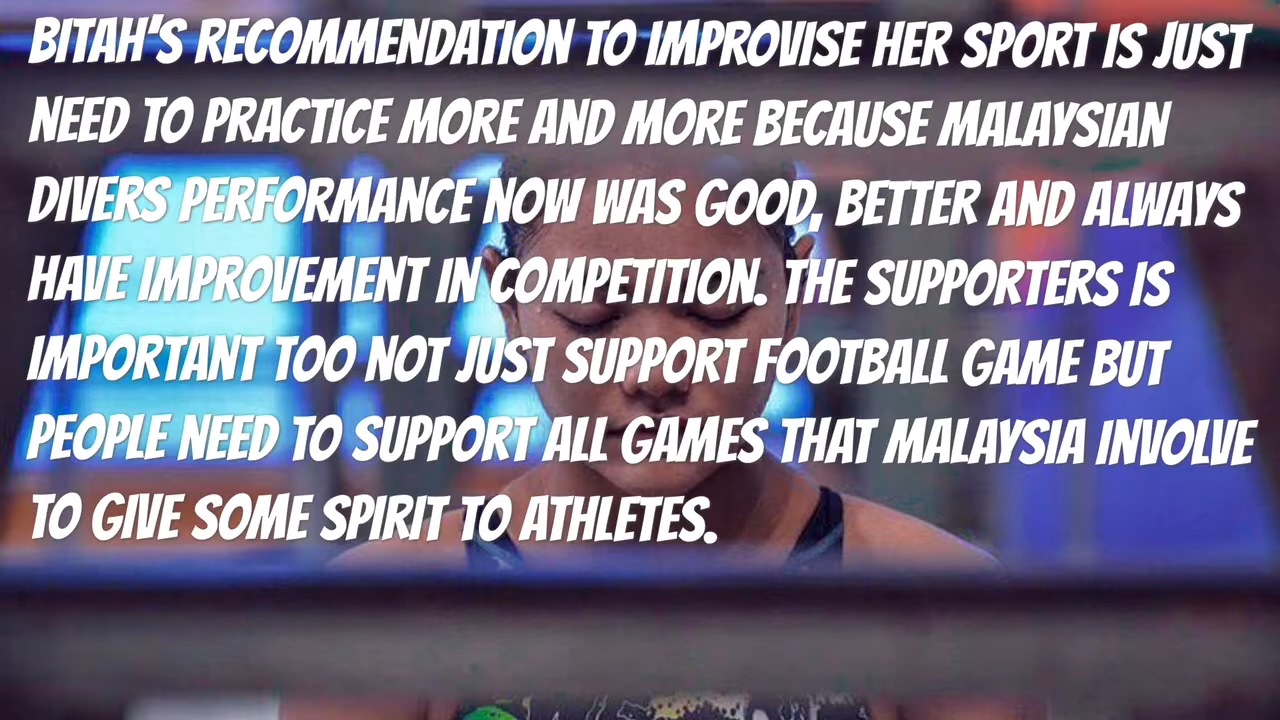 BITAH'S RECOMMENDATION TO IMPROVISE HER SPORT IS JUST
NEED TO PRACTICE MORE AND MORE BECAUSE MALAYSIAN
DIVERS PERFORMANCE NOW WAS GOOD, BETTER AND ALWAYS
HAVE IMPROVEMENT IN COMPETITION. THE SUPPORTERS IS
IMPORTANT TOO NOT JUST SUPPORT FOOTBALL GAME BUT
PEOPLE NEED TO SUPPORT ALL GAMES THAT MALAYSIA INVOLVE
TO GIVE SOME SPIRIT TO ATHLETES.